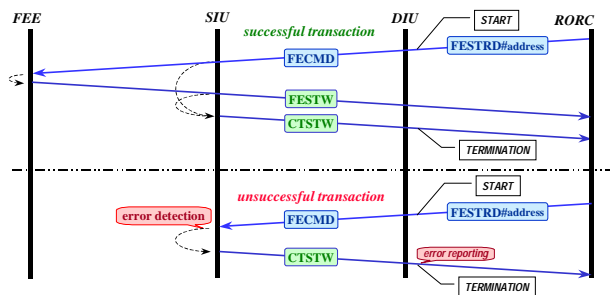 FEE
SIU
DIU
RORC
successful transaction
START
FECMD
FESTRD#address
FESTW
CTSTW
TERMINATION
unsuccessful transaction
START
error detection
FECMD
FESTRD#address
CTSTW
error reporting
TERMINATION